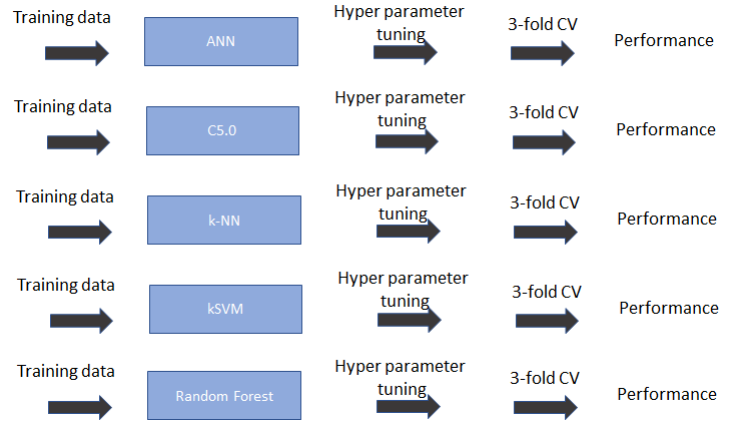 Training data
ANN
Hyper parameter
tuning
3-fold CV
Performance
Training data
C5.0
Hyper parameter
tuning
3-fold CV
Performance
Training data
k-NN
Hyper parameter
tuning
3-fold CV
Performance
Training data
kSVM
Hyper parameter
tuning
3-fold CV
Performance
Training data
Random Forest
Hyper parameter
tuning
3-fold CV
Performance